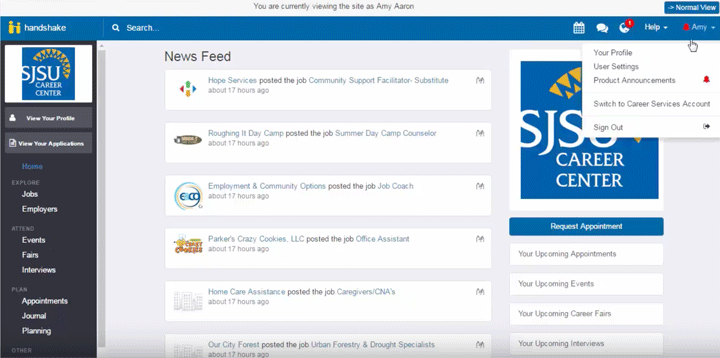 You are currently viewing the site as Amy Aaron
-> Normal View
handshake
Search...
1
Help
Amy
SJSU
CAREER
CENTER
View Your Profile
View Your Applications
Home
EXPLORE
Jobs
Employers
ATTEND
Events
Fairs
Interviews
PLAN
Appointments
Journal
Planning
OTHER
News Feed
Hope Services posted the job Community Support Facilitator- Substitute
about 17 hours ago
Roughing It Day Camp posted the job Summer Day Camp Counselor
about 17 hours ago
Employment & Community Options posted the job Job Coach
about 17 hours ago
Parker's Crazy Cookies, LLC posted the job Office Assistant
about 17 hours ago
Home Care Assistance posted the job Caregivers/CNA's
about 17 hours ago
Our City Forest posted the job Urban Forestry & Drought Specialists
about 17 hours ago
Your Profile
User Settings
Product Announcements
Switch to Career Services Account
Sign Out
SJSU
CAREER
CENTER
Request Appointment
Your Upcoming Appointments
Your Upcoming Events
Your Upcoming Career Fairs
Your Upcoming Interviews